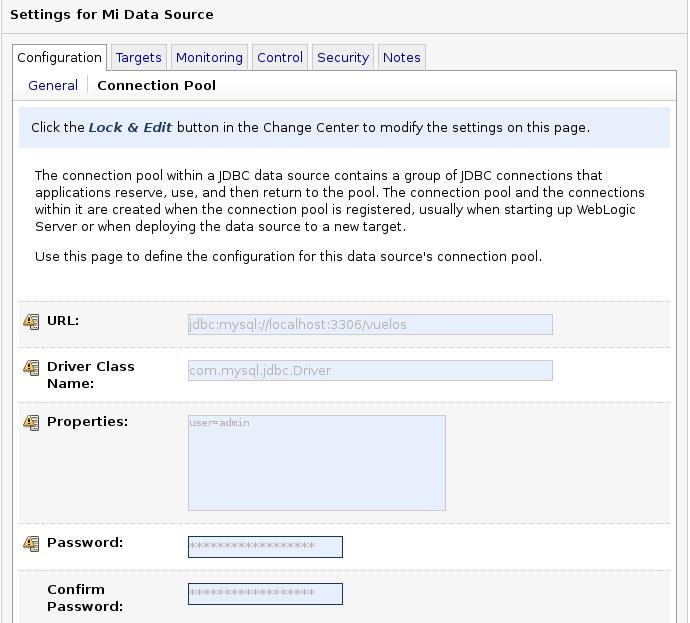 Settings for Mi Data Source
Configuration Targets Monitoring Control Security Notes
General Connection Pool
Click the Lock & Edit button in the Change Center to modify the settings on this page.
The connection pool within a JDBC data source contains a group of JDBC connections that
applications reserve, use, and then return to the pool. The connection pool and the connections
within it are created when the connection pool is registered, usually when starting up WebLogic
Server or when deploying the data source to a new target.
Use this page to define the configuration for this data source's connection pool.
URL: jdbc:mysql://localhost:3306/vuelos
Driver Class
Name: com.mysql.jdbc.Driver
Properties: user=admin
Password: ******************
Confirm
Password: ******************